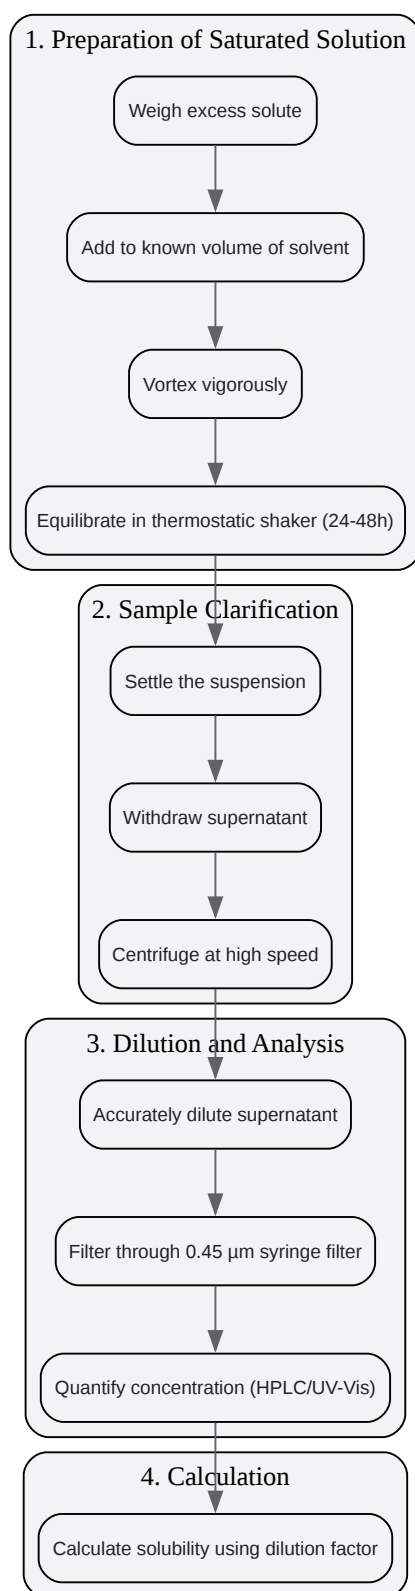 1. Preparation of Saturated Solution
Weigh excess solute
Add to known volume of solvent
Vortex vigorously
Equilibrate in thermostatic shaker (24-48h)
2. Sample Clarification
Settle the suspension
Withdraw supernatant
Centrifuge at high speed
3. Dilution and Analysis
Accurately dilute supernatant
Filter through 0.45 µm syringe filter
Quantify concentration (HPLC/UV-Vis)
4. Calculation
Calculate solubility using dilution factor